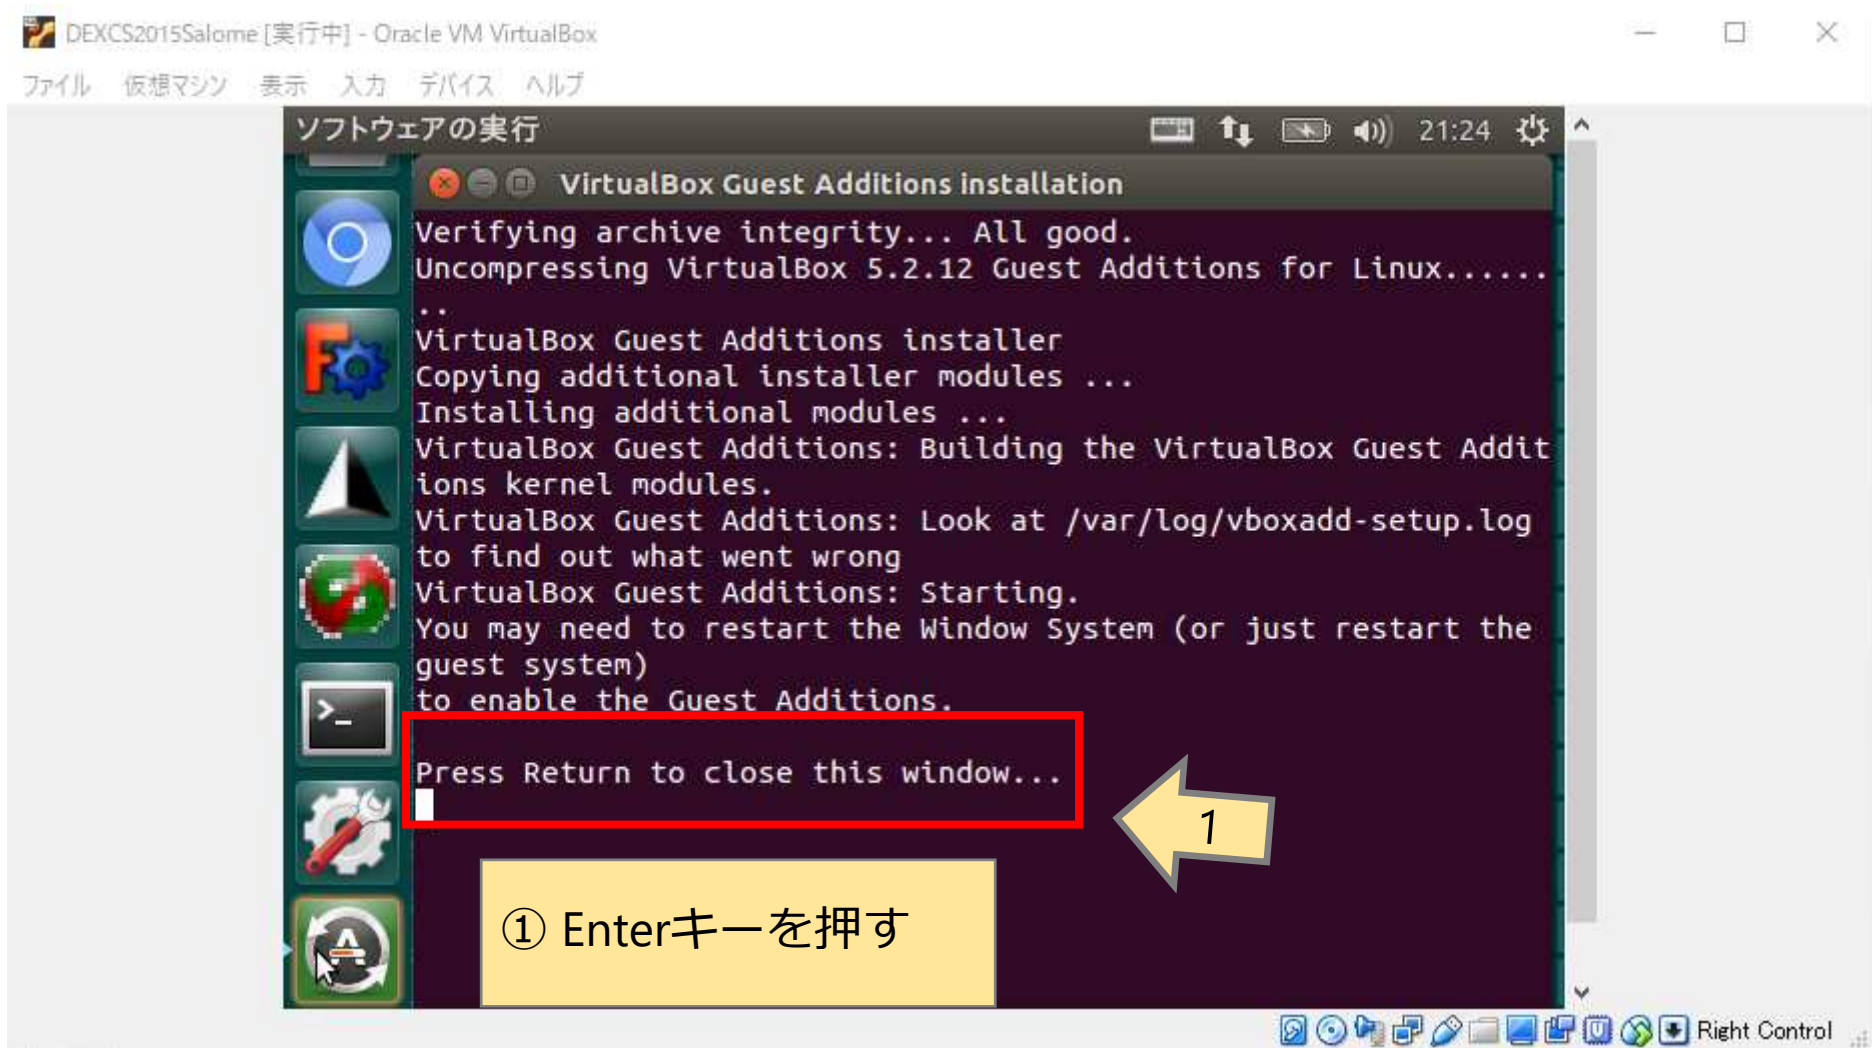 DEXCS2015Salome [実行中] - Oracle VM VirtualBox
ファイル 仮想マシン 表示 入力 デバイス ヘルプ
ソフトウェアの実行 21:24
VirtualBox Guest Additions installation
Verifying archive integrity... All good.
Uncompressing VirtualBox 5.2.12 Guest Additions for Linux......
..
VirtualBox Guest Additions installer
Copying additional installer modules ...
Installing additional modules ...
VirtualBox Guest Additions: Building the VirtualBox Guest Addit
ions kernel modules.
VirtualBox Guest Additions: Look at /var/log/vboxadd-setup.log
to find out what went wrong
VirtualBox Guest Additions: Starting.
You may need to restart the Window System (or just restart the
guest system)
to enable the Guest Additions.
Press Return to close this window...
1
① Enterキーを押す
Right Control